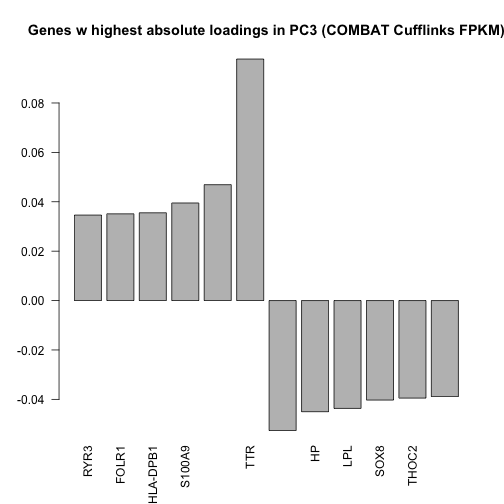 Genes w highest absolute loadings in PC3 (COMBAT Cufflinks FPKM)
0.08
0.06
0.04
0.02
0.00
-0.02
-0.04
RYR3
FOLR1
HLA-DPB1
S100A9
TTR
HP
LPL
SOX8
THOC2